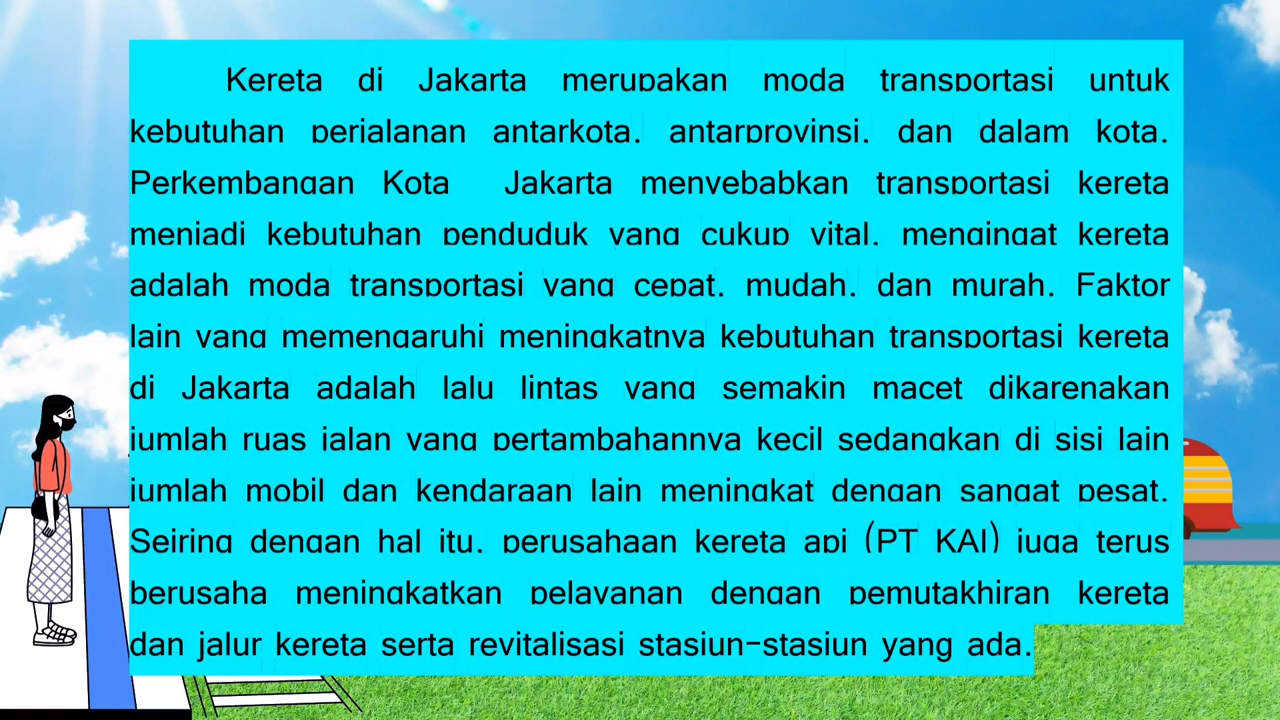 Kereta di Jakarta merupakan moda transportasi untuk
kebutuhan perjalanan antarkota, antarprovinsi, dan dalam kota.
Perkembangan Kota Jakarta menyebabkan transportasi kereta
menjadi kebutuhan penduduk yang cukup vital, mengingat kereta
adalah moda transportasi yang cepat, mudah, dan murah. Faktor
lain yang memengaruhi meningkatnya kebutuhan transportasi kereta
di Jakarta adalah lalu lintas yang semakin macet dikarenakan
jumlah ruas jalan yang pertambahannya kecil sedangkan di sisi lain
jumlah mobil dan kendaraan lain meningkat dengan sangat pesat.
Seiring dengan hal itu, perusahaan kereta api (PT KAI) juga terus
berusaha meningkatkan pelayanan dengan pemutakhiran kereta
dan jalur kereta serta revitalisasi stasiun-stasiun yang ada.